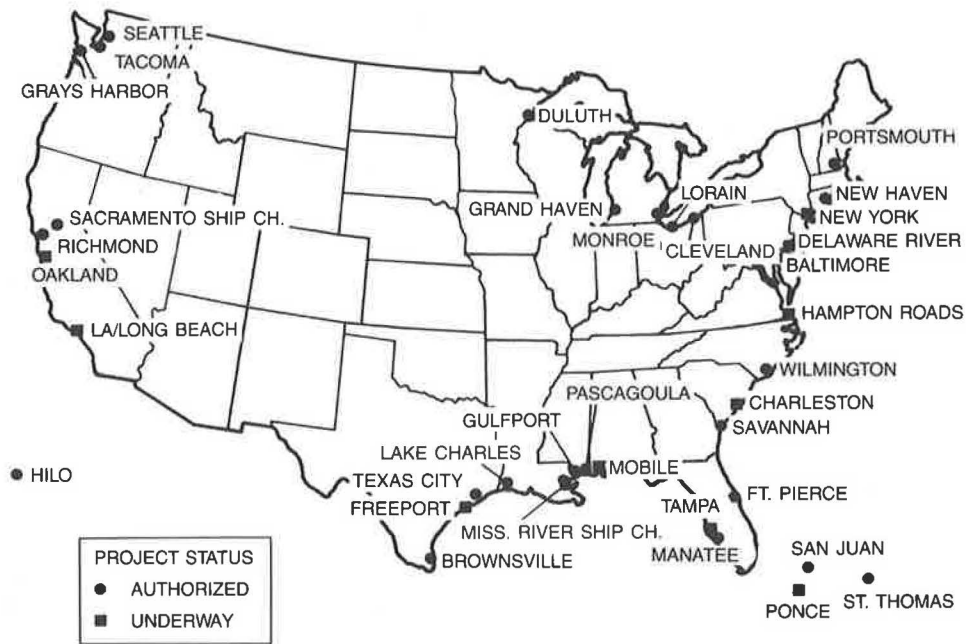 SEATTLE
TACOMA
GRAYS HARBOR
DULUTH
PORTSMOUTH
LORAIN
NEW HAVEN
GRAND HAVEN
NEW YORK
SACRAMENTO SHIP CH.
RICHMOND
MONROE
CLEVELAND
DELAWARE RIVER
OAKLAND
BALTIMORE
LA/LONG BEACH
HAMPTON ROADS
WILMINGTON
PASCAGOULA
CHARLESTON
GULFPORT
SAVANNAH
LAKE CHARLES
MOBILE
HILO
TEXAS CITY
FREEPORT
TAMPA
FT. PIERCE
MISS. RIVER SHIP CH.
MANATEE
BROWNSVILLE
SAN JUAN
PONCE
ST. THOMAS
PROJECT STATUS
AUTHORIZED
UNDERWAY